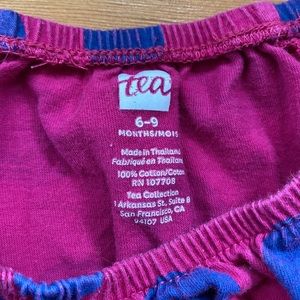 tea
6-9
MONTHS/MOIS
Made in Thailand
Fabriqué en Thaïlande
100% Cotton/Coton
RN 107708
Tea Collection
1 Arkansas St., Suite B
San Francisco, CA
94107 USA